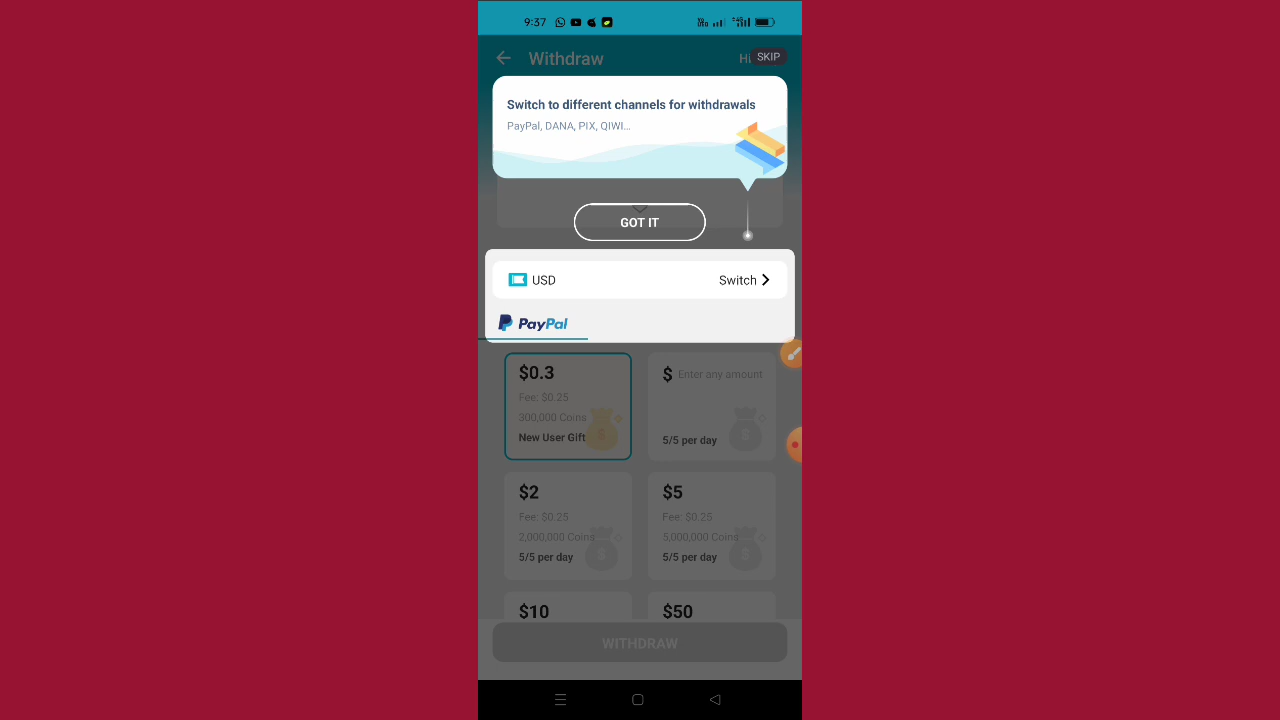 9:37
Withdraw
SKIP
Switch to different channels for withdrawals
PayPal, DANA, PIX, QIWI...
GOT IT
USD Switch
PayPal
$0.3
Fee: $0.25
300,000 Coins
New User Gift
$ Enter any amount
5/5 per day
$2
Fee: $0.25
2,000,000 Coins
5/5 per day
$5
Fee: $0.25
5,000,000 Coins
5/5 per day
$10
$50
WITHDRAW